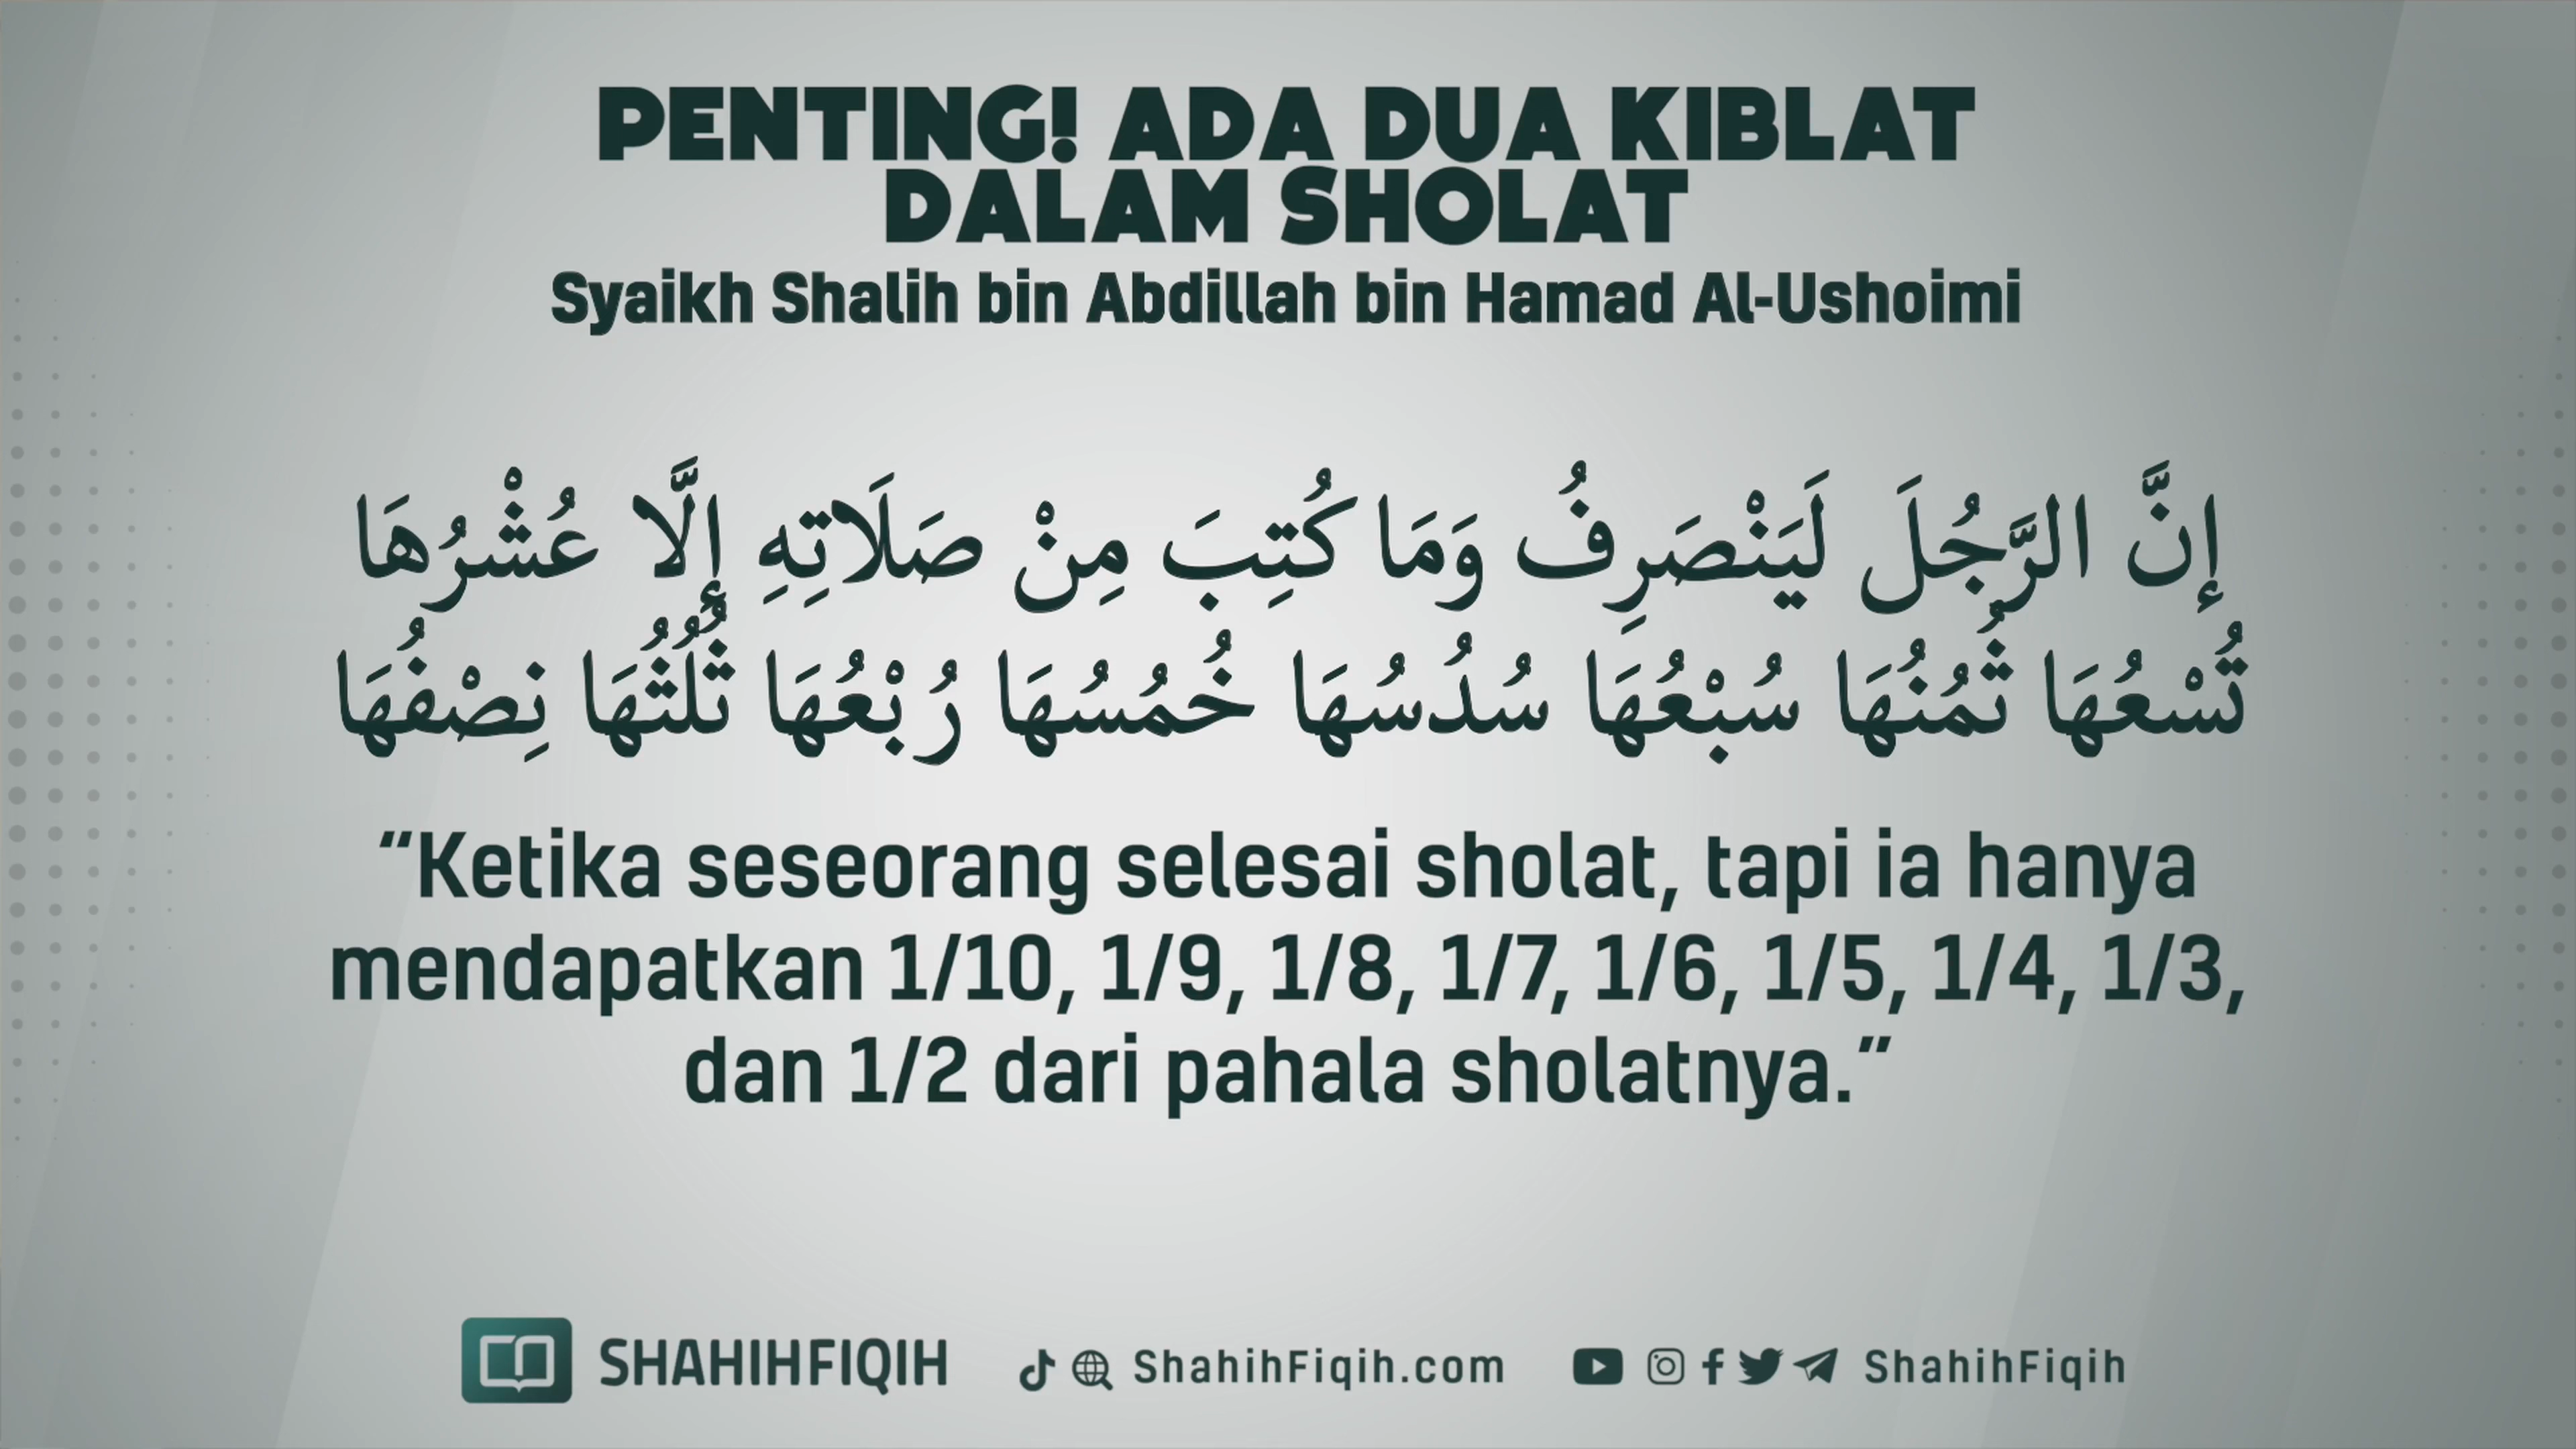 PENTING! ADA DUA KIBLAT
DALAM SHOLAT
Syaikh Shalih bin Abdillah bin Hamad Al-Ushoimi
إِنَّ الرَّجُلَ لَيَنْصَرِفُ وَمَا كُتِبَ مِنْ صَلَاتِهِ إِلَّا عُشْرُهَا
تُسْعُهَا ثُمُنُهَا سُبْعُهَا سُدُسُهَا خُمُسُهَا رُبْعُهَا ثُلُثُهَا نِصْفُهَا
“Ketika seseorang selesai sholat, tapi ia hanya
mendapatkan 1/10, 1/9, 1/8, 1/7, 1/6, 1/5, 1/4, 1/3,
dan 1/2 dari pahala sholatnya.”
SHAHIHFIQIH ShahihFiqih.com ShahihFiqih